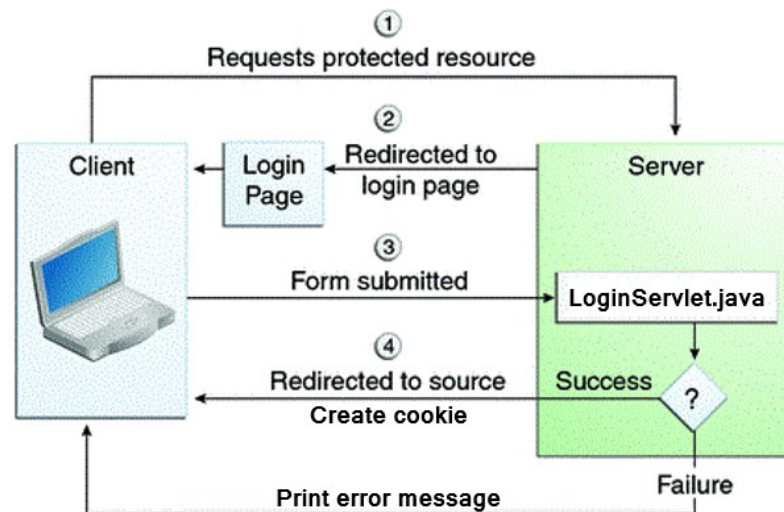 1
Requests protected resource
2
Client
Login
Page
Redirected to
login page
Server
3
Form submitted
LoginServlet.java
4
Redirected to source
Success
?
Create cookie
Failure
Print error message